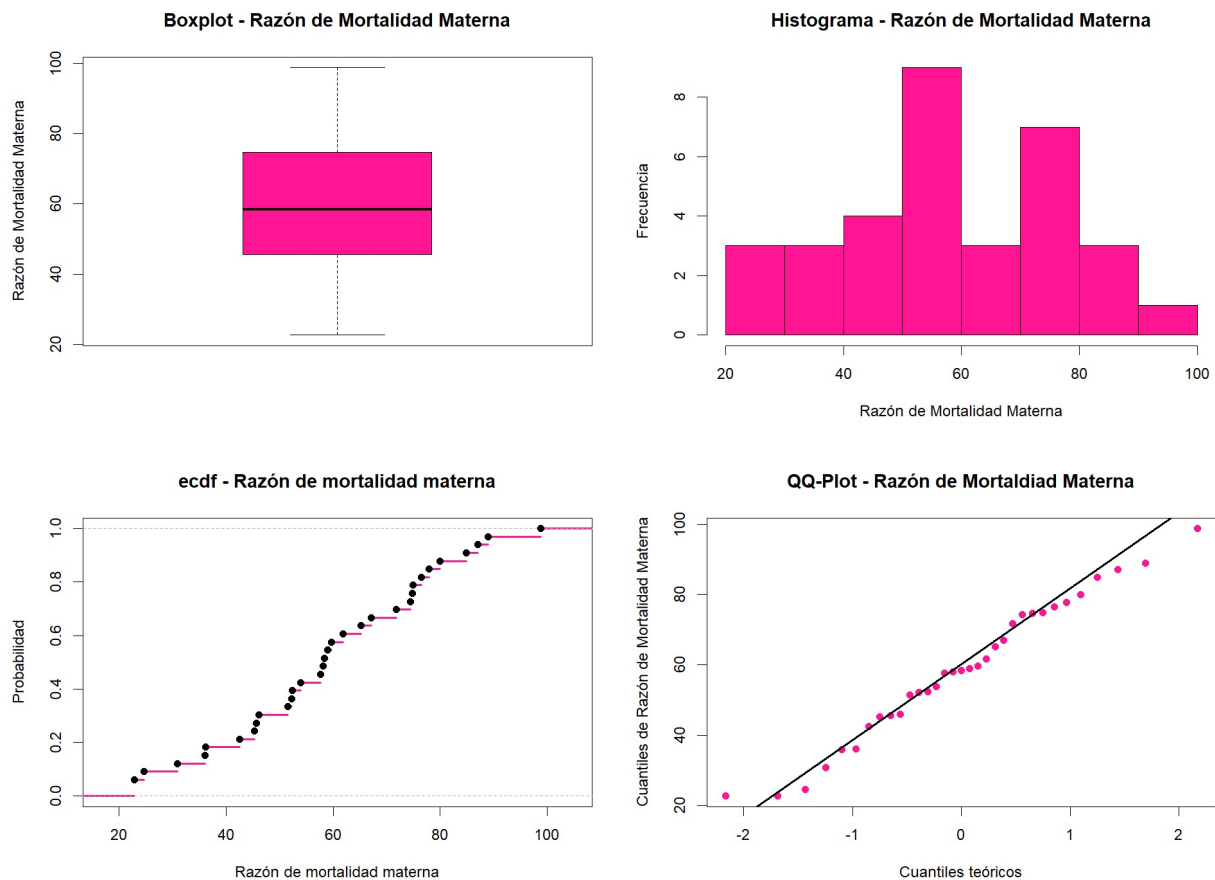 Boxplot - Razón de Mortalidad Materna
Razón de Mortalidad Materna
100
80
60
40
20
Histograma - Razón de Mortalidad Materna
Frecuencia
8
6
4
2
0
20 40 60 80 100
Razón de Mortalidad Materna
ecdf - Razón de mortalidad materna
Probabilidad
1.0
0.8
0.6
0.4
0.2
0.0
20 40 60 80 100
Razón de mortalidad materna
QQ-Plot - Razón de Mortaldiad Materna
Cuantiles de Razón de Mortalidad Materna
100
80
60
40
20
-2 -1 0 1 2
Cuantiles teóricos